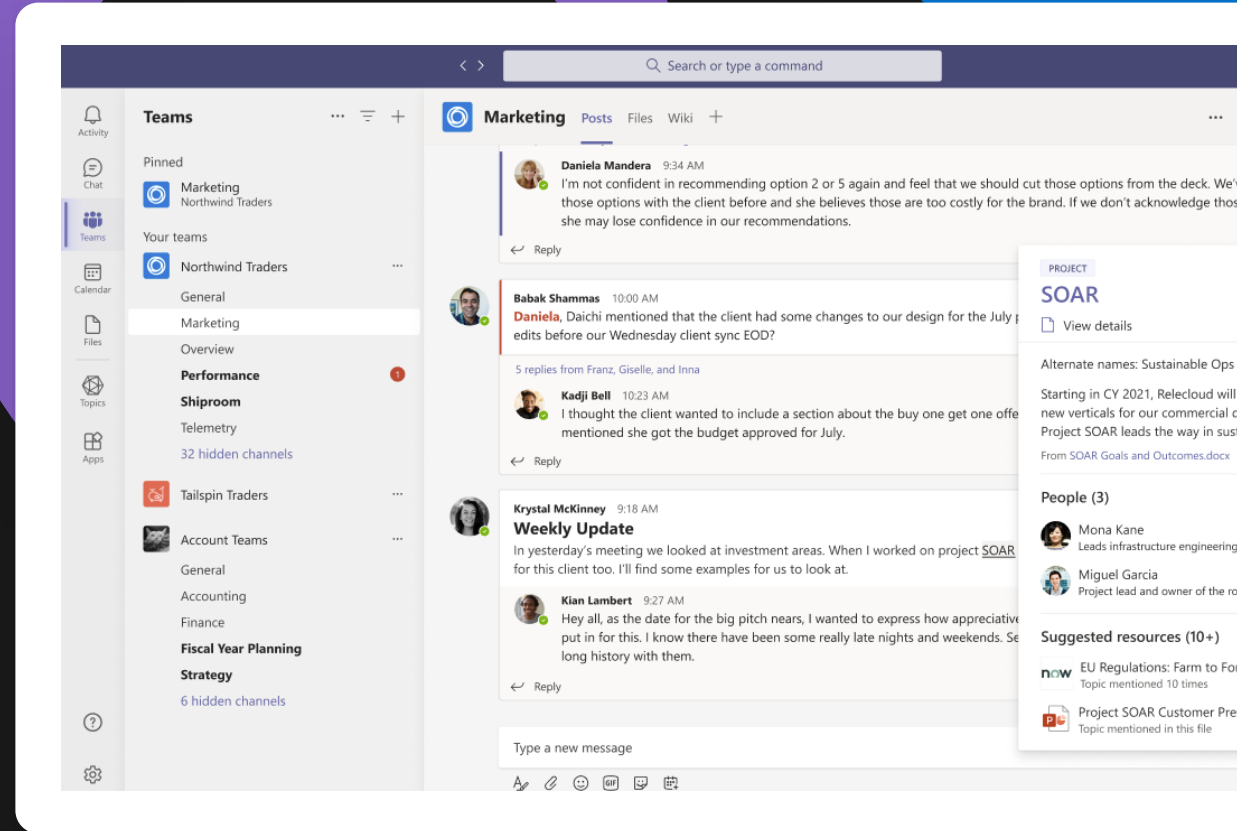 Search or type a command
Activity
Chat
Teams
Calendar
Files
Topics
Apps
Teams
Pinned
Marketing
Northwind Traders
Your teams
Northwind Traders
General
Marketing
Overview
Performance
1
Shiproom
Telemetry
32 hidden channels
Tailspin Traders
Account Teams
General
Accounting
Finance
Fiscal Year Planning
Strategy
6 hidden channels
Marketing Posts Files Wiki
Daniela Mandera 9:34 AM
I'm not confident in recommending option 2 or 5 again and feel that we should cut those options from the deck.
those options with the client before and she believes those are too costly for the brand. If we don't acknowledge
she may lose confidence in our recommendations.
Reply
Babak Shammas 10:00 AM
Daniela, Daichi mentioned that the client had some changes to our design for the July
edits before our Wednesday client sync EOD?
5 replies from Franz, Giselle, and Inna
Kadji Bell 10:23 AM
I thought the client wanted to include a section about the buy one get one
mentioned she got the budget approved for July.
Reply
Krystal McKinney 9:18 AM
Weekly Update
In yesterday's meeting we looked at investment areas. When I worked on project SOAR
for this client too. I'll find some examples for us to look at.
Kian Lambert 9:27 AM
Hey all, as the date for the big pitch nears, I wanted to express how appreciative
put in for this. I know there have been some really late nights and weekends.
long history with them.
Reply
Type a new message
GIF
PROJECT
SOAR
View details
Alternate names: Sustainable Ops
Starting in CY 2021, Relecloud will
new verticals for our commercial
Project SOAR leads the way in
From SOAR Goals and Outcomes.docx
People (3)
Mona Kane
Leads infrastructure engineering
Miguel Garcia
Project lead and owner of the
Suggested resources (10+)
now
EU Regulations: Farm to
Topic mentioned 10 times
P
Project SOAR Customer
Topic mentioned in this file